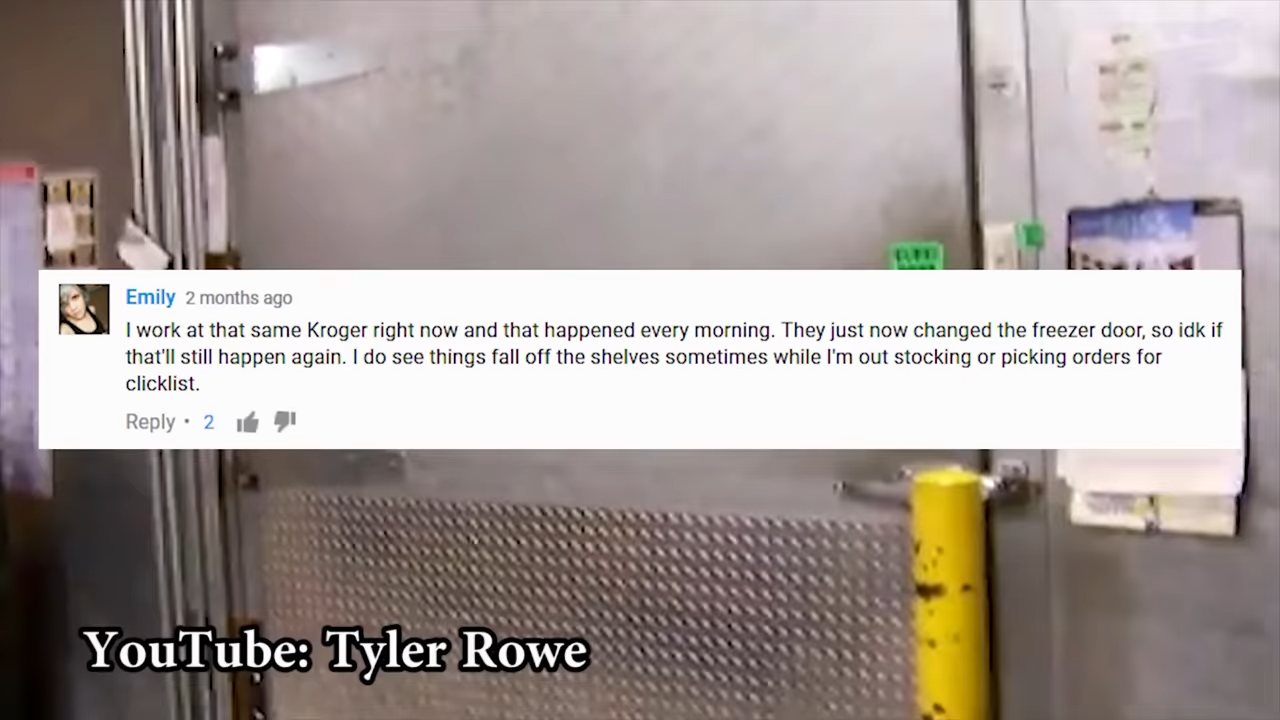 Emily 2 months ago
I work at that same Kroger right now and that happened every morning. They just now changed the freezer door, so idk if
that'll still happen again. I do see things fall off the shelves sometimes while I'm out stocking or picking orders for
clicklist.
Reply • 2
YouTube: Tyler Rowe